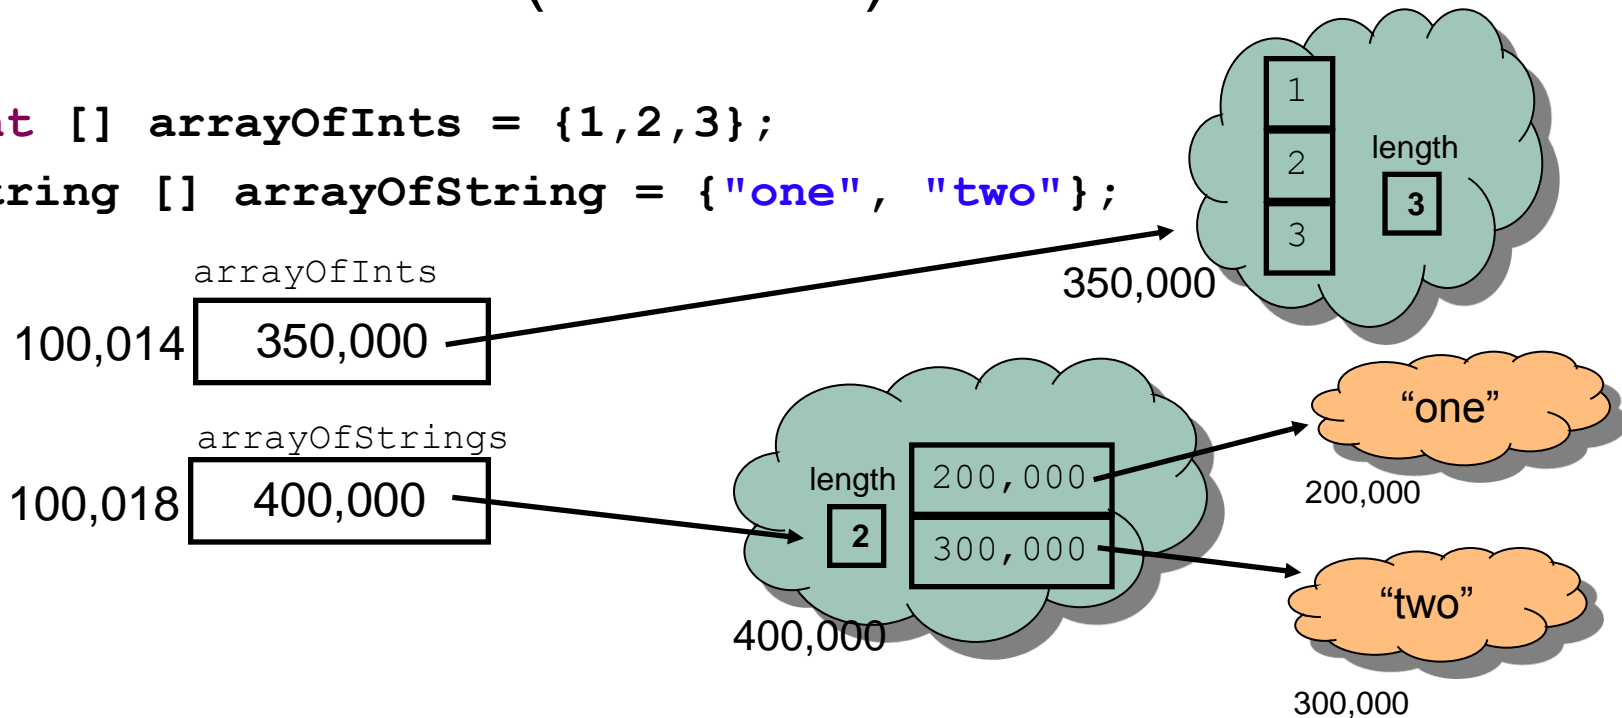 ( )
nt [] arrayOfInts = {1,2,3};
tring [] arrayOfString = {"one", "two"};
1
2
3
length
3
350,000
arrayOfInts
100,014
350,000
arrayOfStrings
100,018
400,000
length
2
200,000
300,000
400,000
“one”
200,000
“two”
300,000